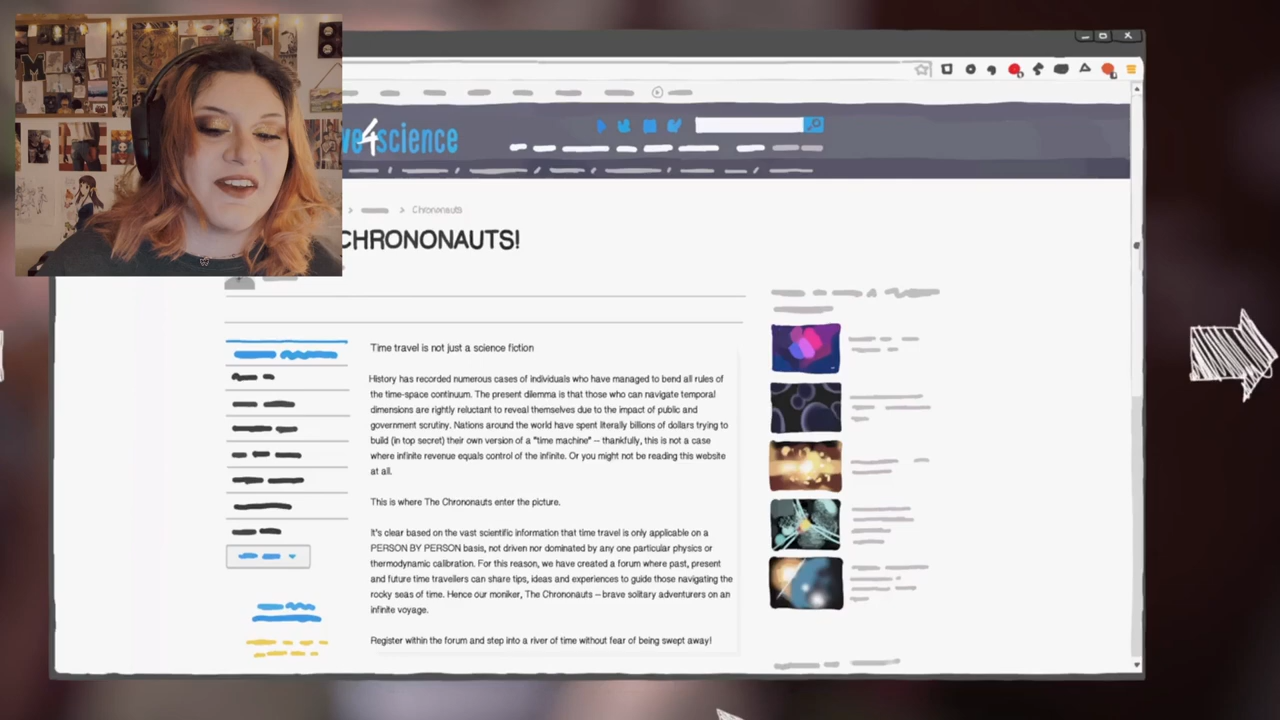 ve4science
Chrononauts
CHRONONAUTS!
Time travel is not just a science fiction
History has recorded numerous cases of individuals who have managed to bend all rules of
the time-space continuum. The present dilemma is that those who can navigate temporal
dimensions are rightly reluctant to reveal themselves due to the impact of public and
government scrutiny. Nations around the world have spent literally billions of dollars trying to
build (in top secret) their own version of a "time machine" -- thankfully, this is not a case
where infinite revenue equals control of the infinite. Or you might not be reading this website
at all.
This is where The Chrononauts enter the picture.
It's clear based on the vast scientific information that time travel is only applicable on a
PERSON BY PERSON basis, not driven nor dominated by any one particular physics or
thermodynamic calibration. For this reason, we have created a forum where past, present
and future time travellers can share tips, ideas and experiences to guide those navigating the
rocky seas of time. Hence our moniker, The Chrononauts -- brave solitary adventurers on an
infinite voyage.
Register within the forum and step into a river of time without fear of being swept away!